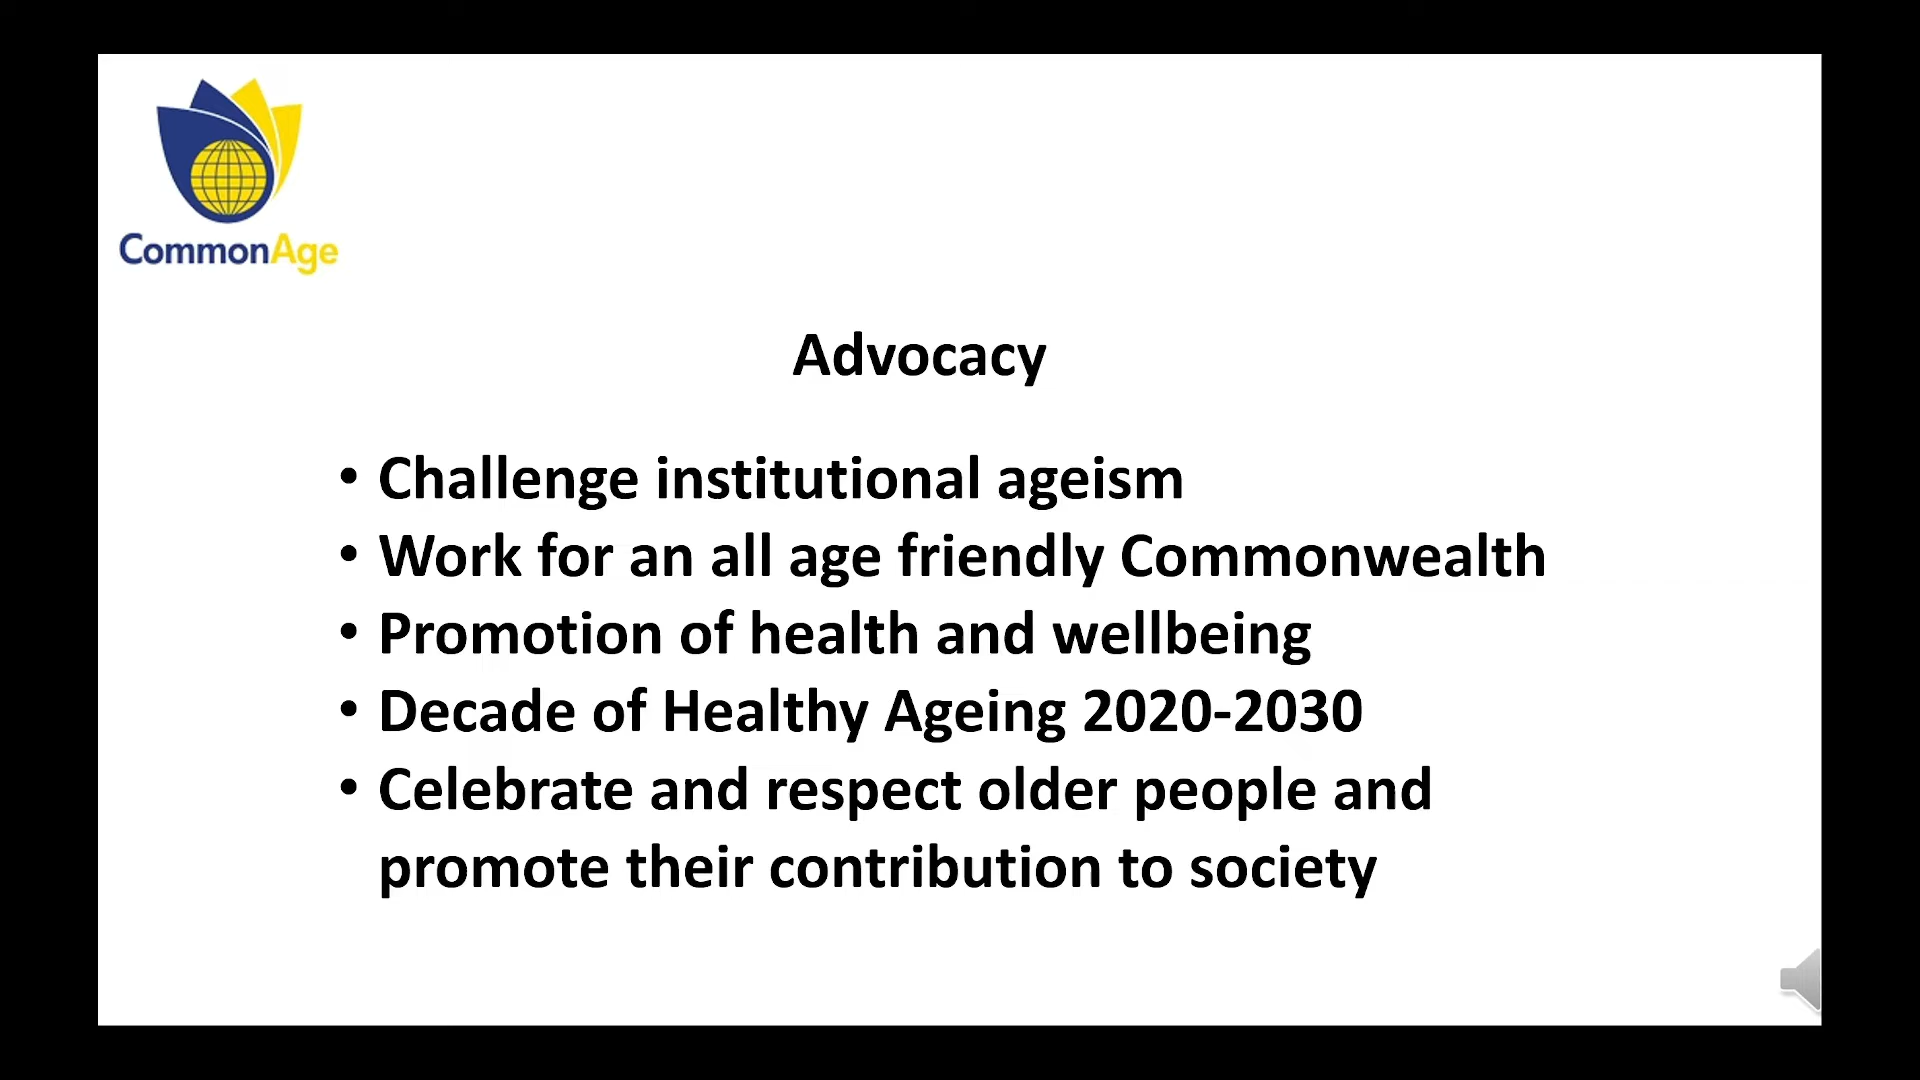 CommonAge
Advocacy
• Challenge institutional ageism
• Work for an all age friendly Commonwealth
• Promotion of health and wellbeing
• Decade of Healthy Ageing 2020-2030
• Celebrate and respect older people and
promote their contribution to society